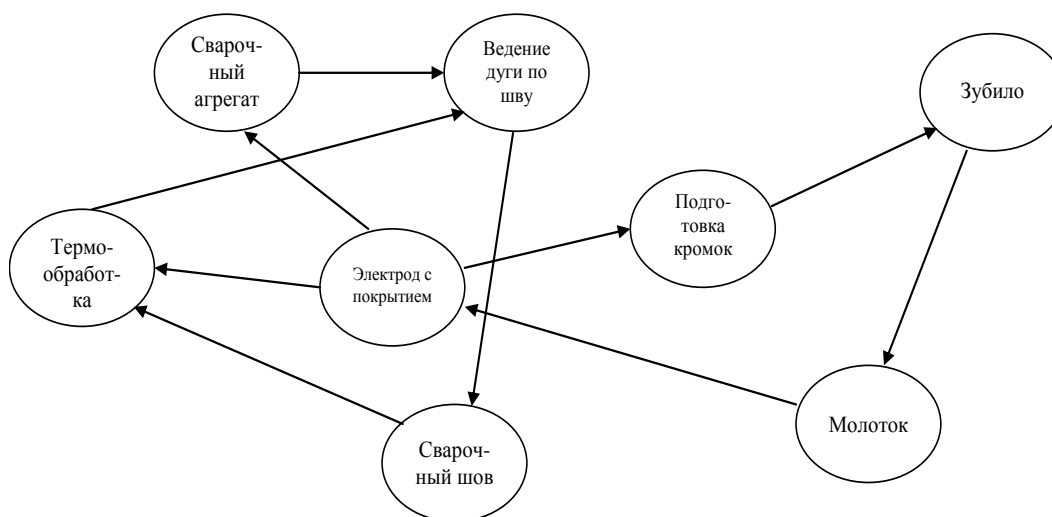 Свароч-
ный
агрегат
Ведение
дуги по
шву
Зубило
Подго-
товка
кромок
Термо-
обработ-
ка
Электрод с
покрытием
Свароч-
ный шов
Молоток